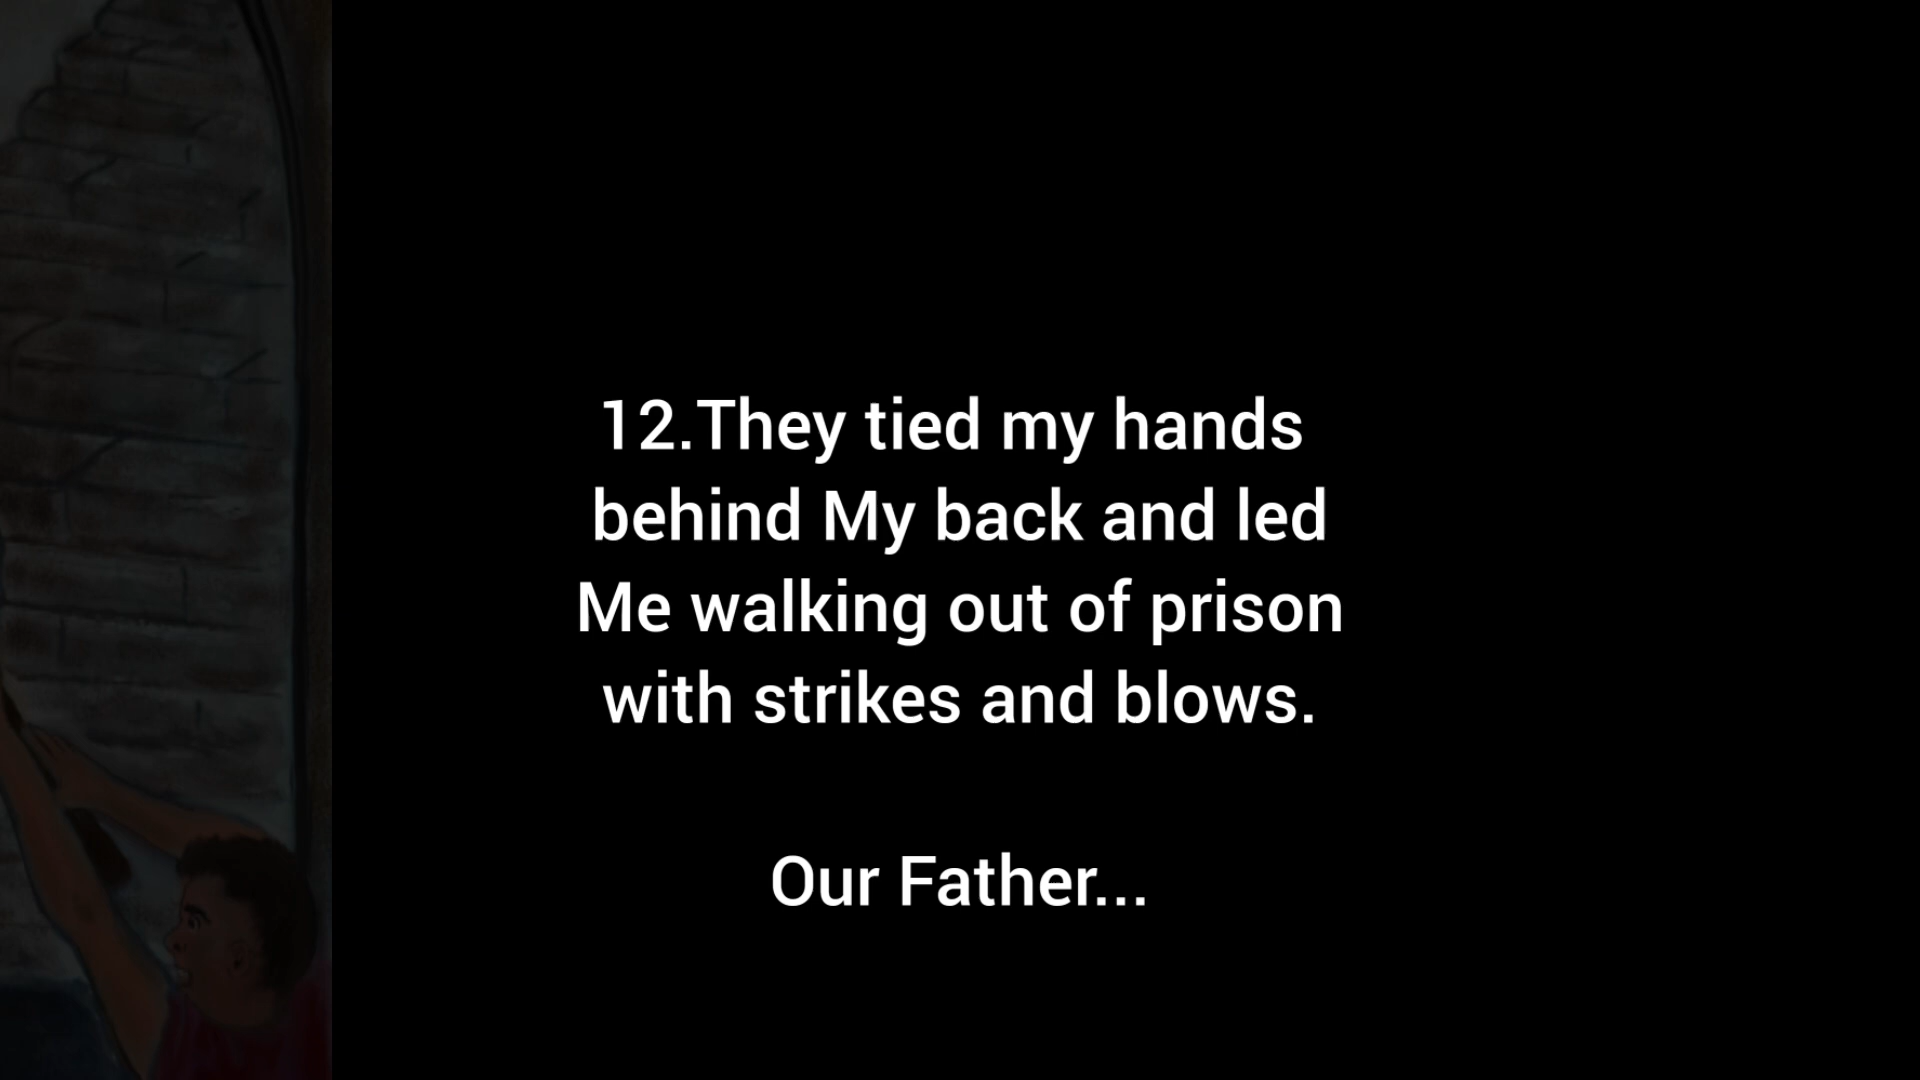 12.They tied my hands
behind My back and led
Me walking out of prison
with strikes and blows.
Our Father...